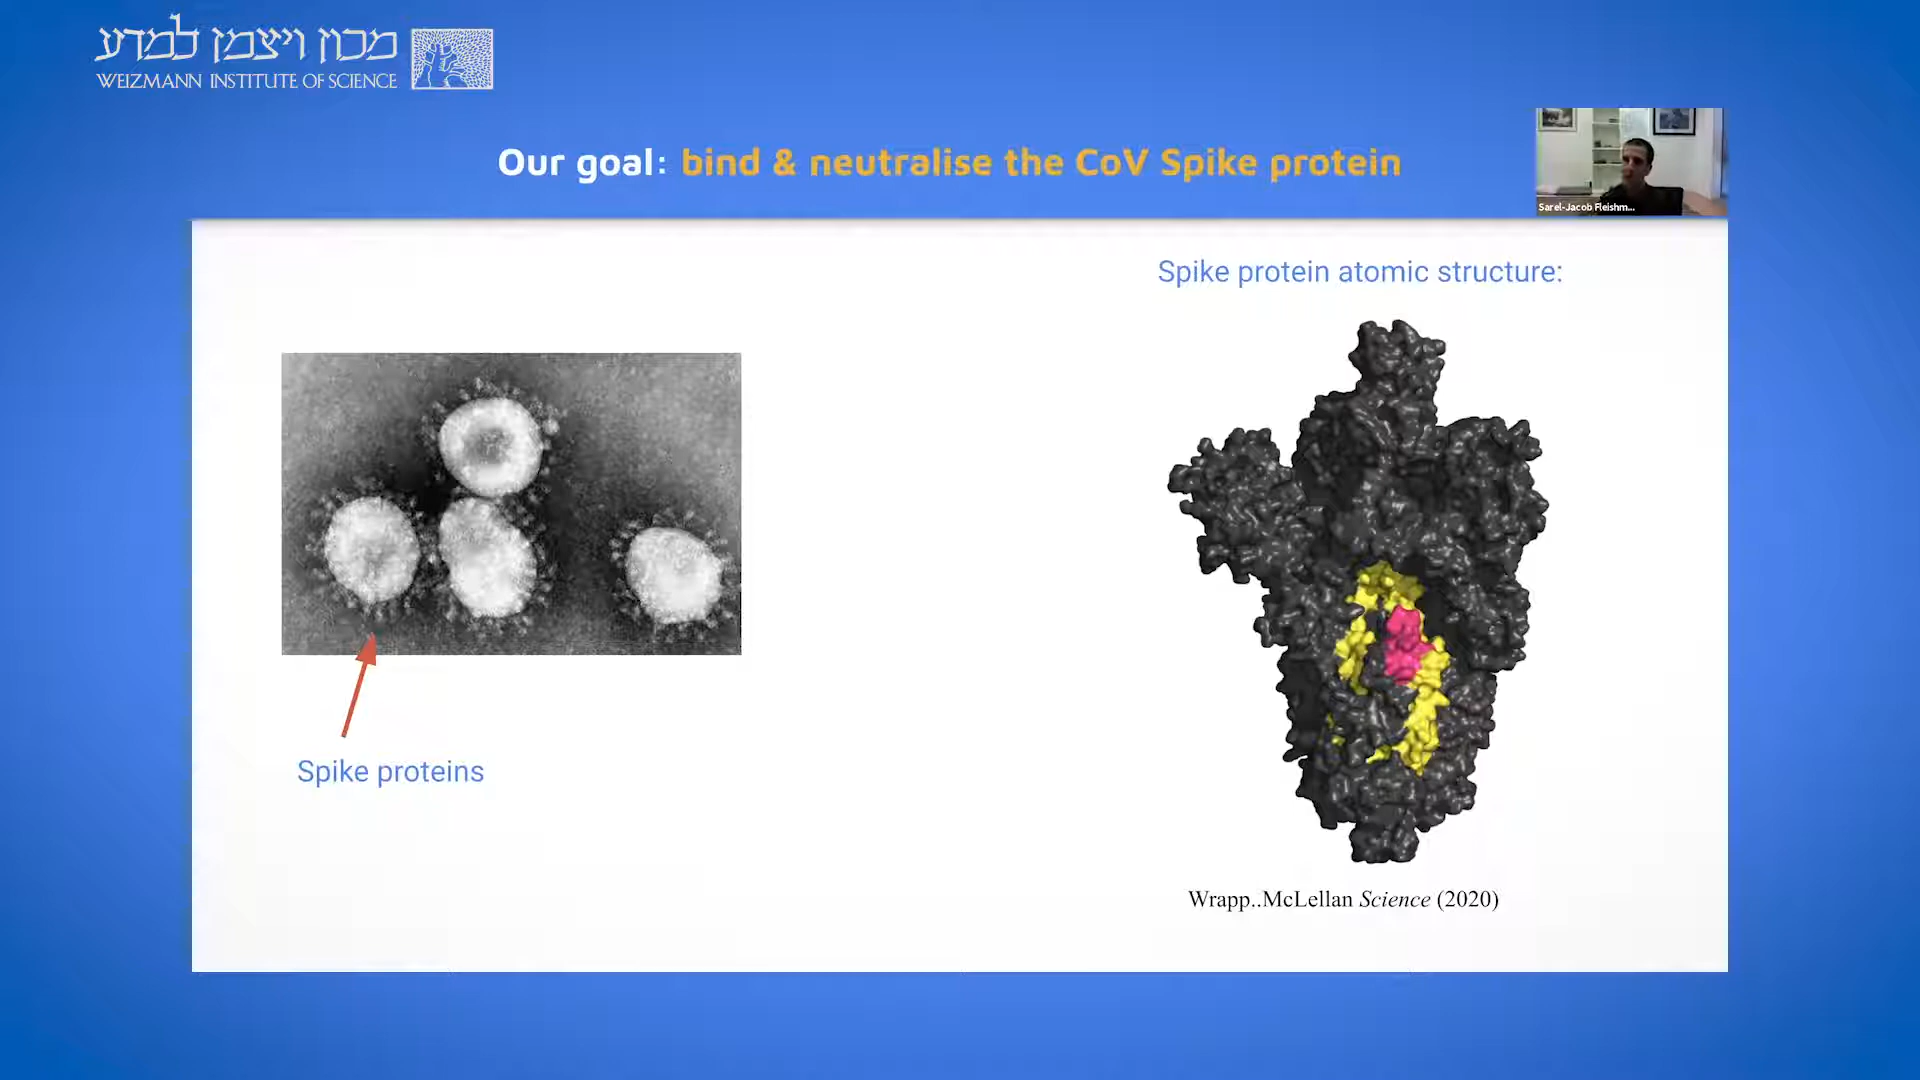 מכון ויצמן למדע
WEIZMANN INSTITUTE OF SCIENCE
Our goal: bind & neutralise the CoV Spike protein
Sarel-Jacob Fleishm...
Spike protein atomic structure:
Spike proteins
Wrapp..McLellan Science (2020)